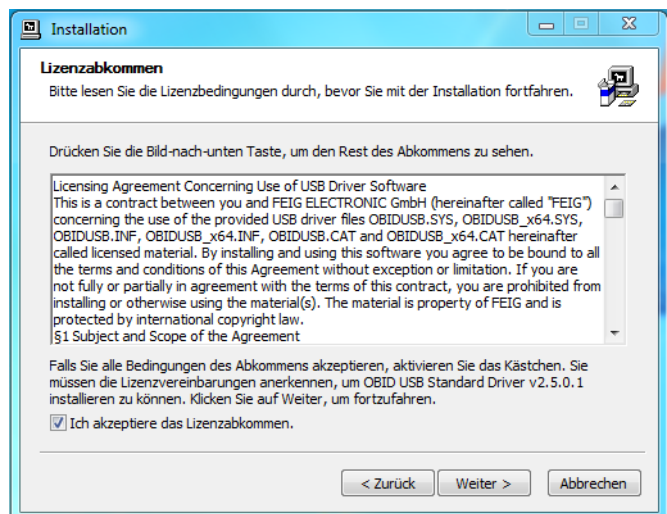 Installation
Lizenzabkommen
Bitte lesen Sie die Lizenzbedingungen durch, bevor Sie mit der Installation fortfahren.
Drücken Sie die Bild-nach-unten Taste, um den Rest des Abkommens zu sehen.
Licensing Agreement Concerning Use of USB Driver Software
This is a contract between you and FEIG ELECTRONIC GmbH (hereinafter called "FEIG")
concerning the use of the provided USB driver files OBIDUSB.SYS, OBIDUSB_x64.SYS,
OBIDUSB.INF, OBIDUSB_x64.INF, OBIDUSB.CAT and OBIDUSB_x64.CAT hereinafter
called licensed material. By installing and using this software you agree to be bound to all
the terms and conditions of this Agreement without exception or limitation. If you are
not fully or partially in agreement with the terms of this contract, you are prohibited from
installing or otherwise using the material(s). The material is property of FEIG and is
protected by international copyright law.
§1 Subject and Scope of the Agreement
Falls Sie alle Bedingungen des Abkommens akzeptieren, aktivieren Sie das Kästchen. Sie
müssen die Lizenzvereinbarungen anerkennen, um OBID USB Standard Driver v2.5.0.1
installieren zu können. Klicken Sie auf Weiter, um fortzufahren.
Ich akzeptiere das Lizenzabkommen.
< Zurück Weiter > Abbrechen